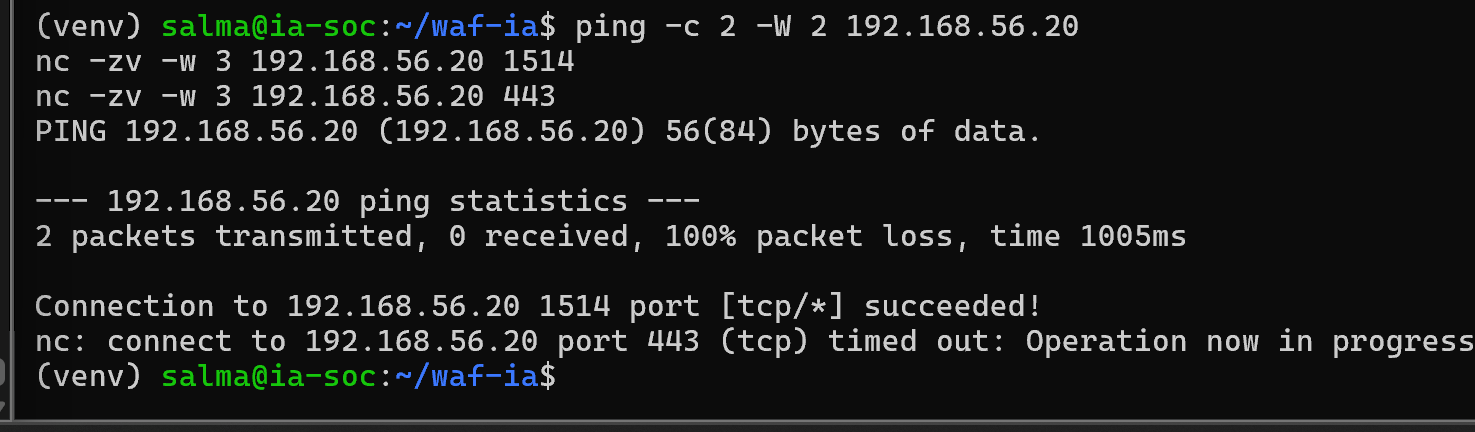 (venv) salma@ia-soc:~/waf-ia$ ping -c 2 -W 2 192.168.56.20
nc -zv -w 3 192.168.56.20 1514
nc -zv -w 3 192.168.56.20 443
PING 192.168.56.20 (192.168.56.20) 56(84) bytes of data.

--- 192.168.56.20 ping statistics ---
2 packets transmitted, 0 received, 100% packet loss, time 1005ms

Connection to 192.168.56.20 1514 port [tcp/*] succeeded!
nc: connect to 192.168.56.20 port 443 (tcp) timed out: Operation now in progress
(venv) salma@ia-soc:~/waf-ia$